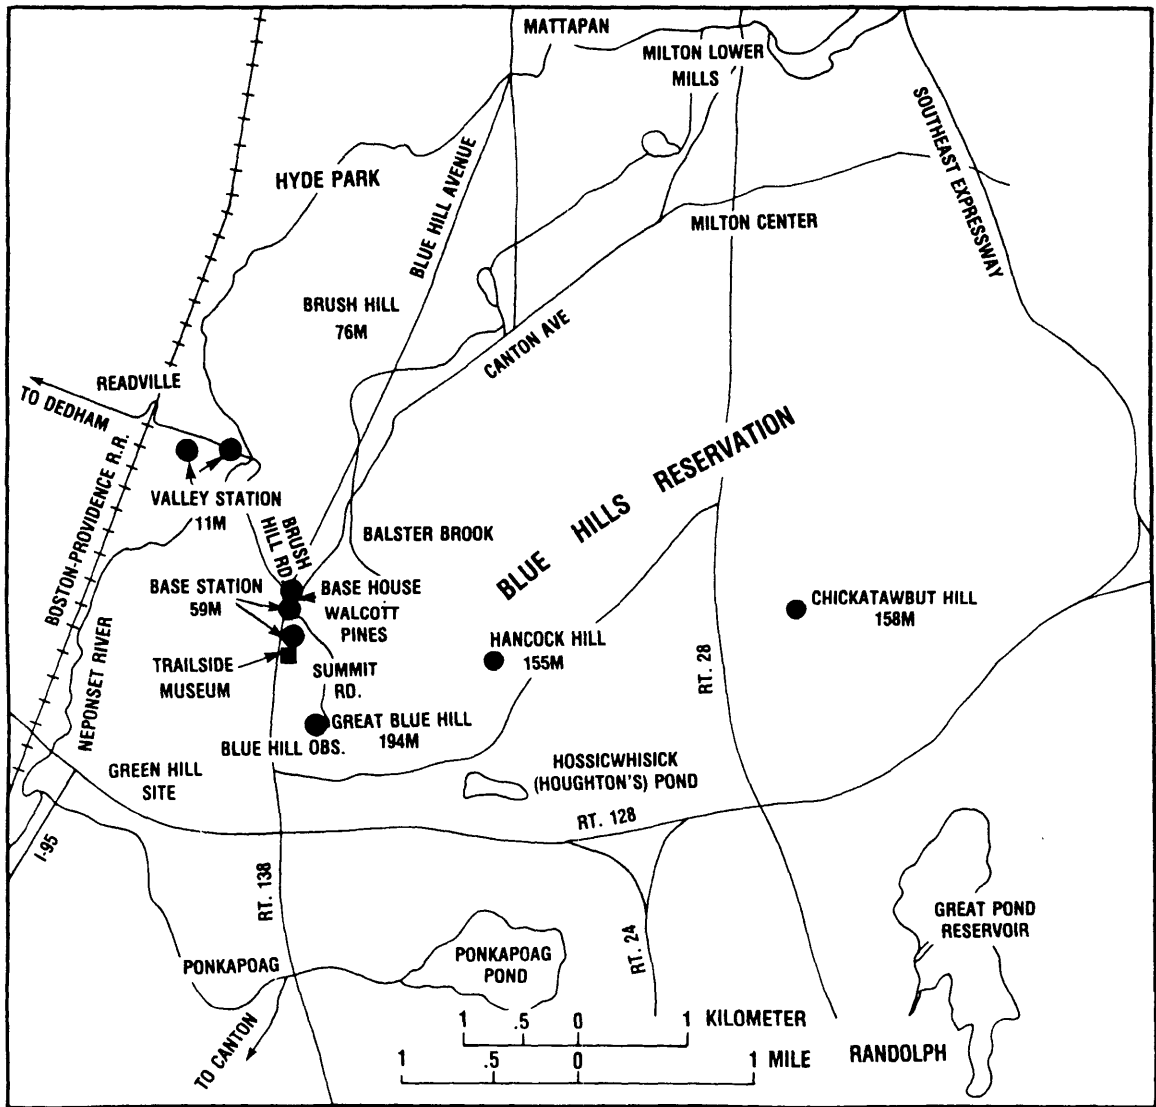 MATTAPAN
MILTON LOWER
MILLS
SOUTHEAST EXPRESSWAY
HYDE PARK
BLUE HILL AVENUE
MILTON CENTER
BRUSH HILL
76M
CANTON AVE
READVILLE
TO DEDHAM
BOSTON-PROVIDENCE R.R.
VALLEY STATION
11M
BLUE HILLS RESERVATION
BRUSH
HILL RD.
BALSTER BROOK
BASE STATION
59M
BASE HOUSE
WALCOTT
PINES
CHICKATAWBUT HILL
158M
HANCOCK HILL
155M
NEPONSET RIVER
TRAILSIDE
MUSEUM
SUMMIT
RD.
RT. 28
GREAT BLUE HILL
194M
BLUE HILL OBS.
GREEN HILL
SITE
HOSSICWHISICK
(HOUGHTON'S) POND
RT. 128
I-95
RT. 138
GREAT POND
RESERVOIR
PONKAPOAG
PONKAPOAG
POND
RT. 24
TO CANTON
1 .5 0 1 KILOMETER
1 .5 0 1 MILE
RANDOLPH